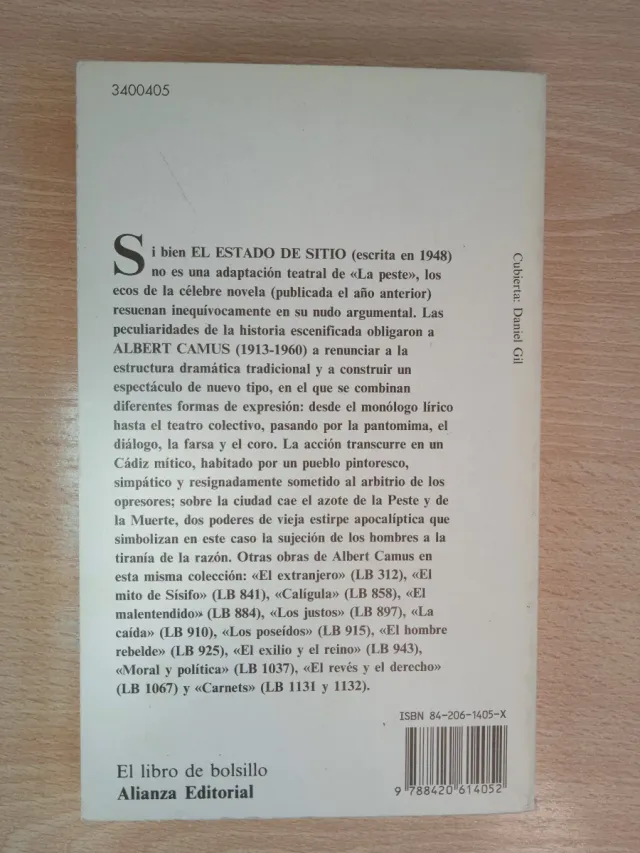 3400405
Si bien EL ESTADO DE SITIO (escrita en 1948)
no es una adaptación teatral de «La peste», los
ecos de la célebre novela (publicada el año anterior)
resuenan inequívocamente en su nudo argumental. Las
peculiaridades de la historia escenificada obligaron a
ALBERT CAMUS (1913-1960) a renunciar a la
estructura dramática tradicional y a construir un
espectáculo de nuevo tipo, en el que se combinan
diferentes formas de expresión: desde el monólogo lírico
hasta el teatro colectivo, pasando por la pantomima, el
diálogo, la farsa y el coro. La acción transcurre en un
Cádiz mítico, habitado por un pueblo pintoresco,
simpático y resignadamente sometido al arbitrio de los
opresores; sobre la ciudad cae el azote de la Peste y de
la Muerte, dos poderes de vieja estirpe apocalíptica que
simbolizan en este caso la sujeción de los hombres a la
tiranía de la razón. Otras obras de Albert Camus en
esta misma colección: «El extranjero» (LB 312), «El
mito de Sísifo» (LB 841), «Calígula» (LB 858), «El
malentendido» (LB 884), «Los justos» (LB 897), «La
caída» (LB 910), «Los poseídos» (LB 915), «El hombre
rebelde» (LB 925), «El exilio y el reino» (LB 943),
«Moral y política» (LB 1037), «El revés y el derecho»
(LB 1067) y «Carnets» (LB 1131 y 1132).
Cubierta: Daniel Gil
ISBN 84-206-1405-X
9 788420 614052
El libro de bolsillo
Alianza Editorial